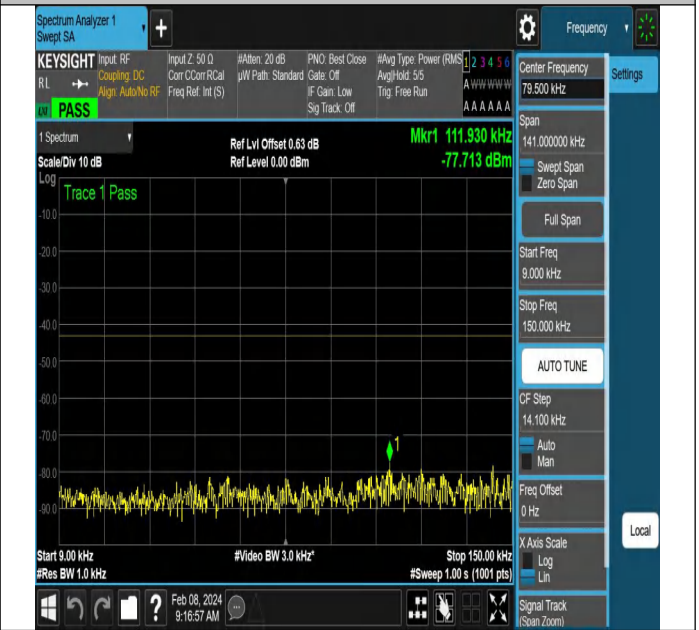 Spectrum Analyzer 1
Swept SA
+
Frequency
KEYSIGHT
RL
PASS
Input: RF
Coupling: DC
Align: Auto/No RF
Input Z: 50 Ω
Corr CCorr RCal
Freq Ref: Int (S)
#Atten: 20 dB
µW Path: Standard
PNO: Best Close
Gate: Off
IF Gain: Low
Sig Track: Off
#Avg Type: Power (RMS
Avg|Hold: 5/5
Trig: Free Run
1 2 3 4 5 6
A W W W W W
A A A A A A
1 Spectrum
Scale/Div 10 dB
Log
Ref Lvl Offset 0.63 dB
Ref Level 0.00 dBm
Mkr1 111.930 kHz
-77.713 dBm
Trace 1 Pass
-10.0
-20.0
-30.0
-40.0
-50.0
-60.0
-70.0
-80.0
-90.0
1
Start 9.00 kHz
#Res BW 1.0 kHz
#Video BW 3.0 kHz*
Stop 150.00 kHz
#Sweep 1.00 s (1001 pts)
Feb 08, 2024
9:16:57 AM
Center Frequency
79.500 kHz
Span
141.000000 kHz
Swept Span
Zero Span
Full Span
Start Freq
9.000 kHz
Stop Freq
150.000 kHz
AUTO TUNE
CF Step
14.100 kHz
Auto
Man
Freq Offset
0 Hz
X Axis Scale
Log
Lin
Signal Track
(Span Zoom)
Settings
Local